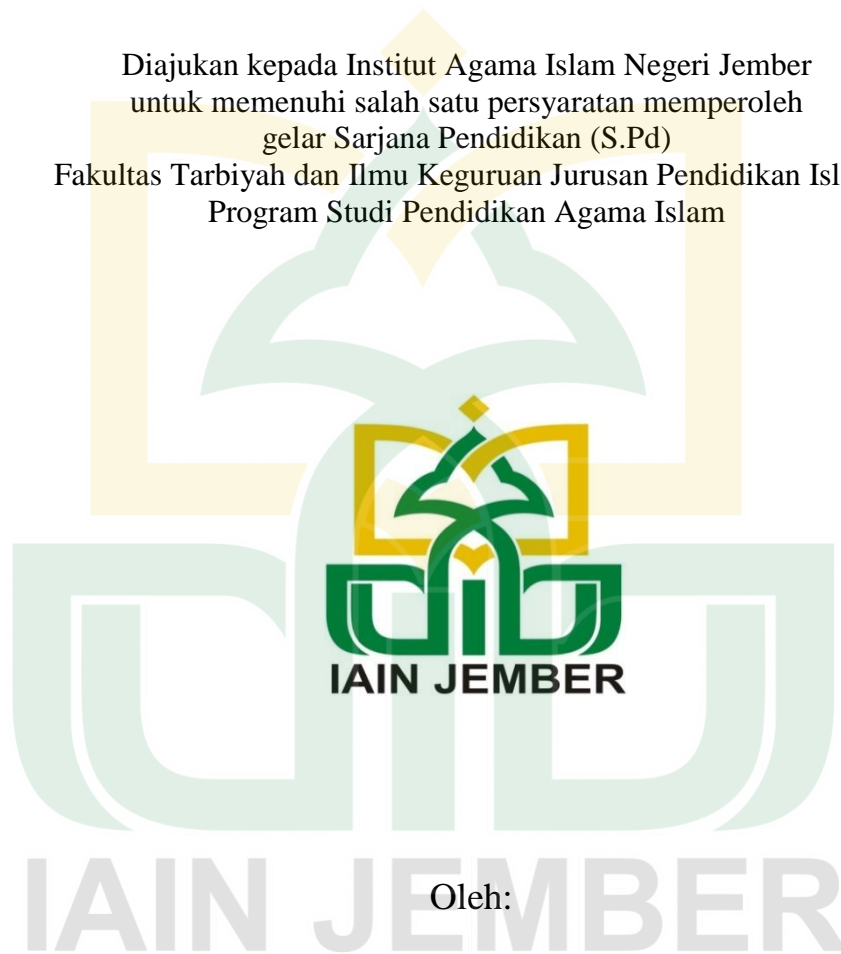 Diajukan kepada Institut Agama Islam Negeri Jember
untuk memenuhi salah satu persyaratan memperoleh
gelar Sarjana Pendidikan (S.Pd)
Fakultas Tarbiyah dan Ilmu Keguruan Jurusan Pendidikan Isl
Program Studi Pendidikan Agama Islam
IAIN JEMBER
Oleh:
IAIN JEMBER